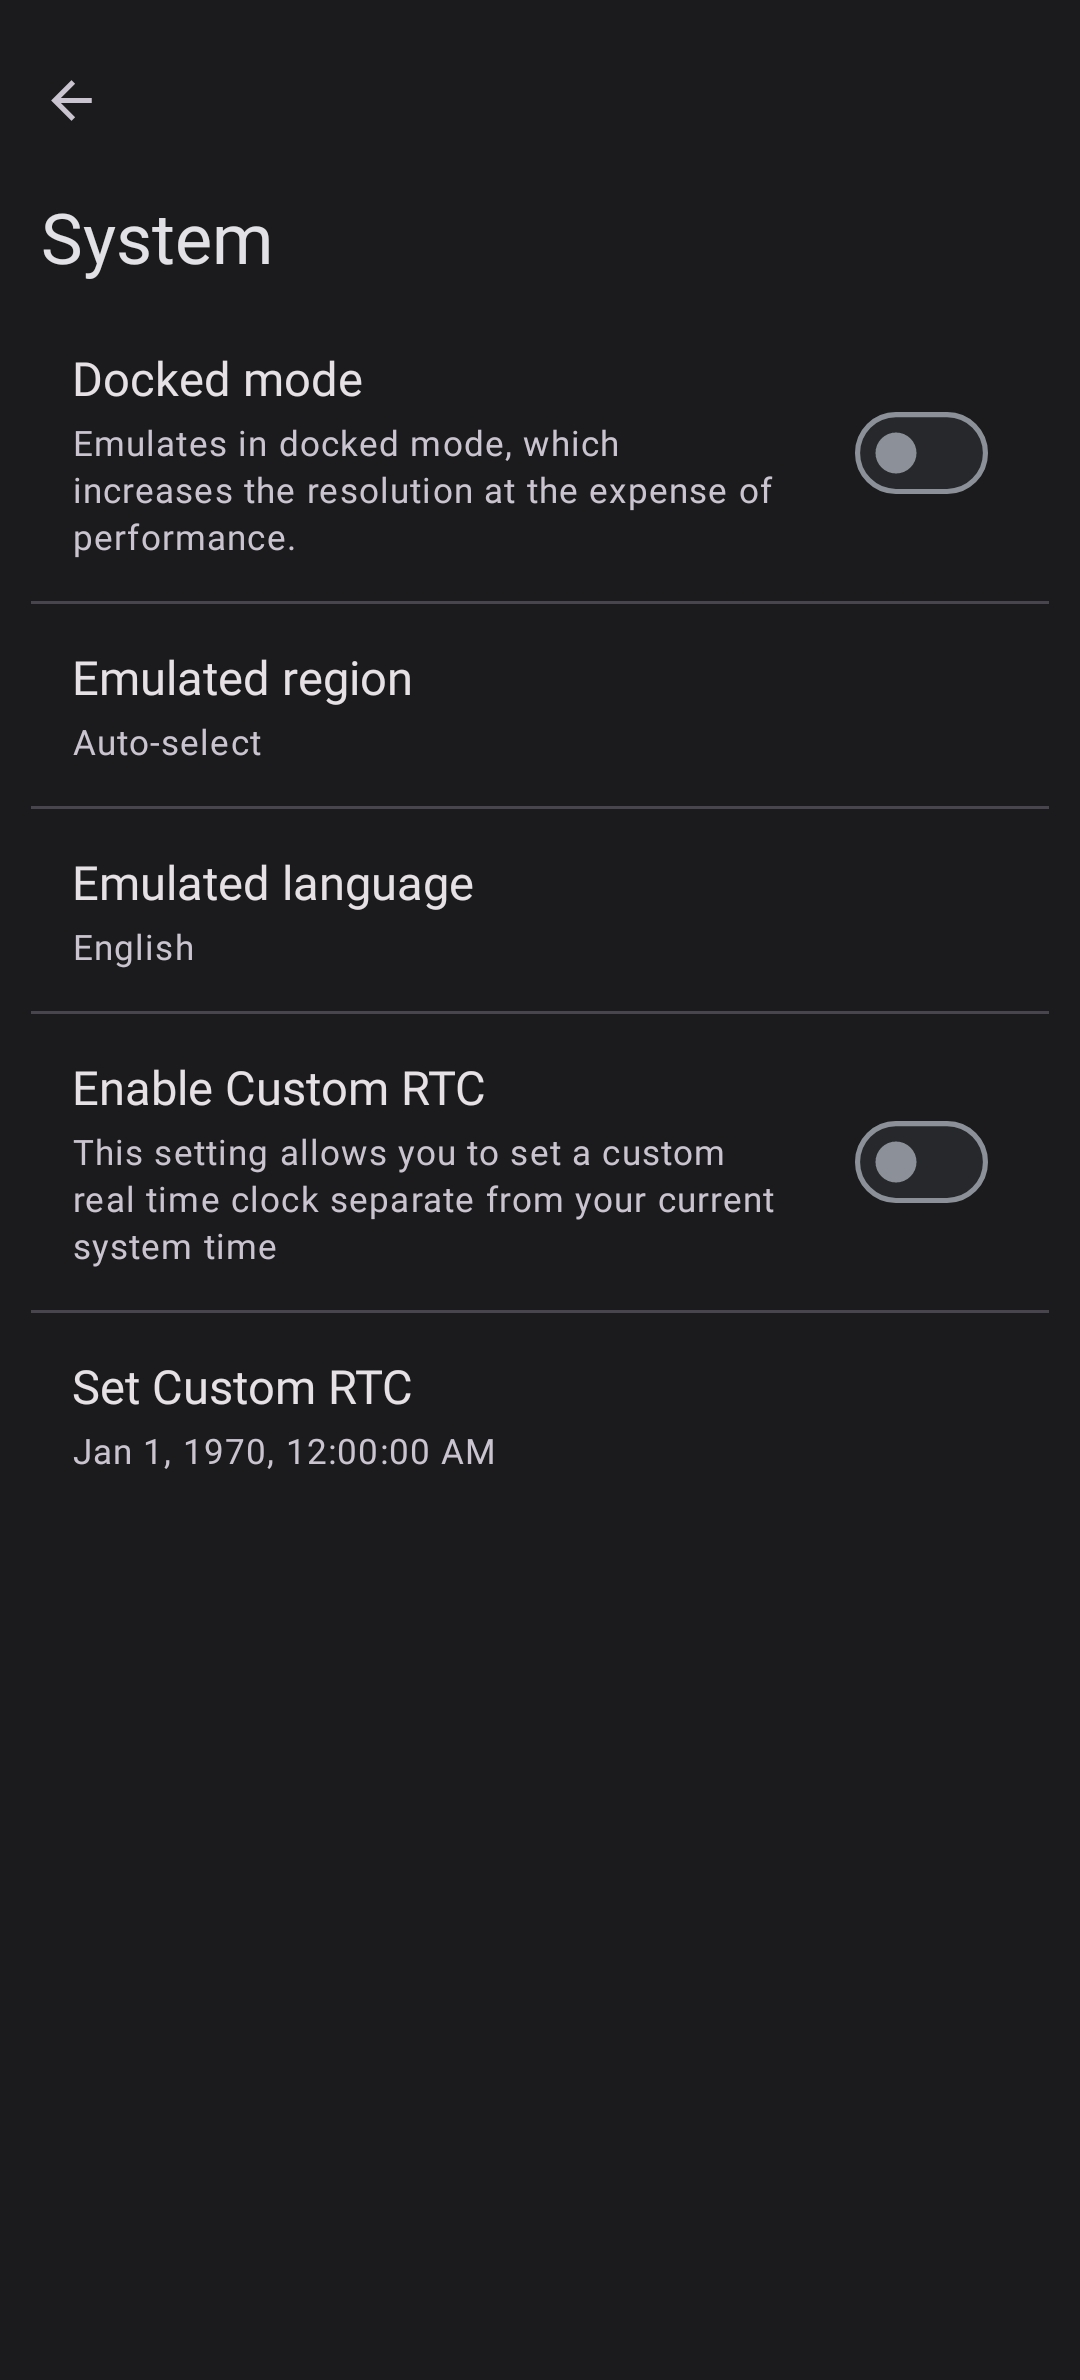 System
Docked mode
Emulates in docked mode, which
increases the resolution at the expense of
performance.
Emulated region
Auto-select
Emulated language
English
Enable Custom RTC
This setting allows you to set a custom
real time clock separate from your current
system time
Set Custom RTC
Jan 1, 1970, 12:00:00 AM